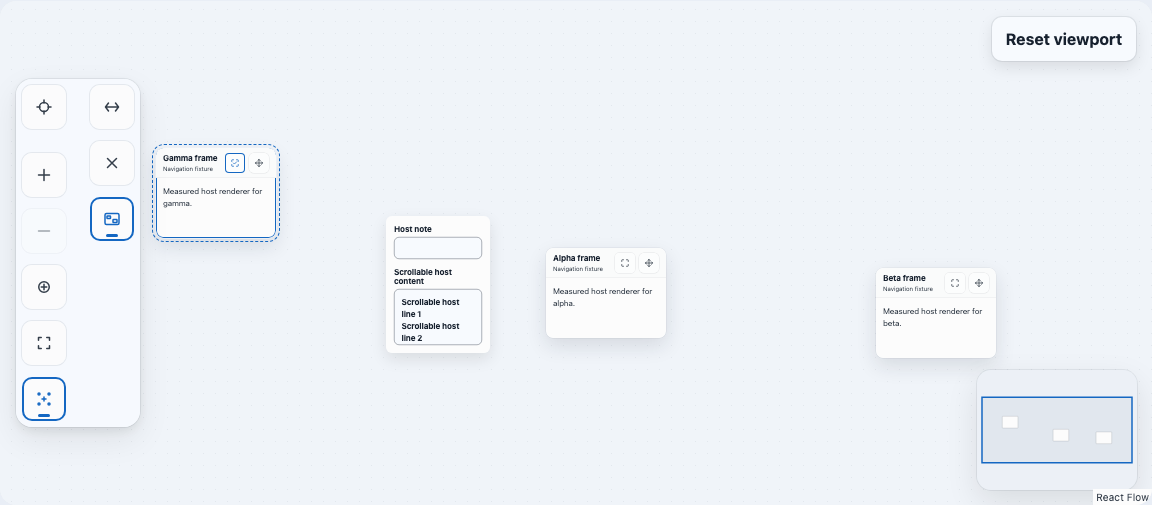 Reset viewport
Gamma frame
Navigation fixture
Measured host renderer for
gamma.
Host note
Scrollable host
content
Scrollable host
line 1
Scrollable host
line 2
Alpha frame
Navigation fixture
Measured host renderer for
alpha.
Beta frame
Navigation fixture
Measured host renderer for
beta.
React Flow